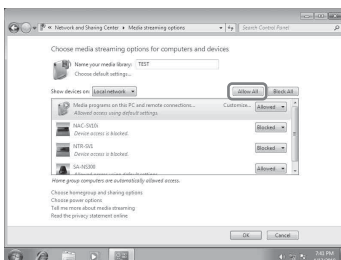 « Network and Sharing Center ▸ Media streaming options
Search Control Panel
Choose media streaming options for computers and devices
Name your media library: TEST
Choose default settings...
Show devices on: Local network
Allow All
Block All
Media programs on this PC and remote connections...
Customise...
Allowed
Allowed access using default settings.
NAC-SV10i
Blocked
Device access is blocked.
NTR-SV1
Blocked
Device access is blocked.
SA-NS300
Allowed
Home group computers are automatically allowed access.
Choose homegroup and sharing options
Choose power options
Tell me more about media streaming
Read the privacy statement online
OK
Cancel
7:45 PM